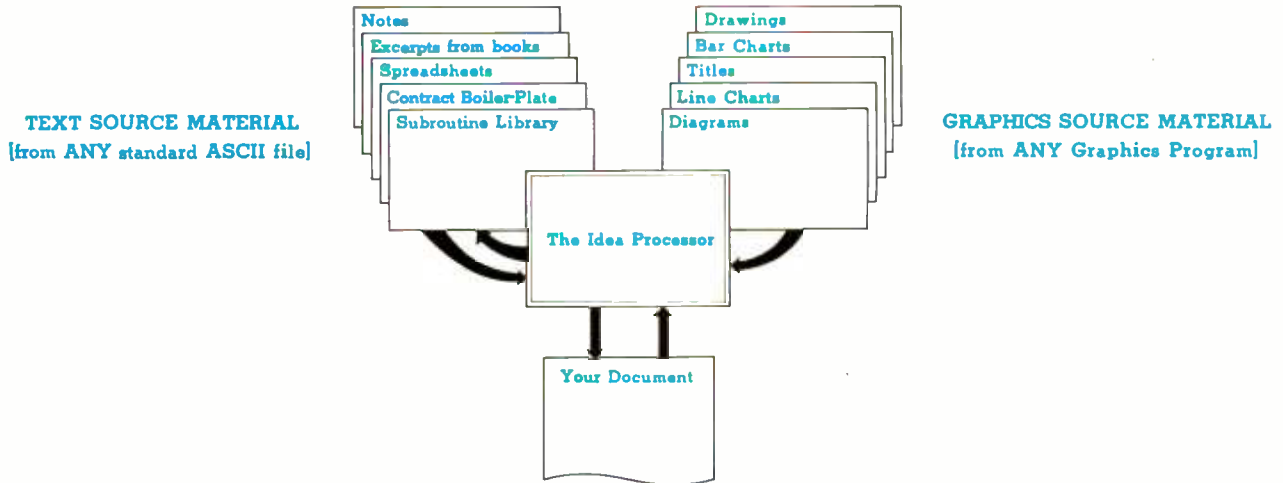 TEXT SOURCE MATERIAL
[from ANY standard ASCII file]
Notes
Excerpts from books
Spreadsheets
Contract Boiler-Plate
Subroutine Library
Drawings
Bar Charts
Titles
Line Charts
Diagrams
GRAPHICS SOURCE MATERIAL
[from ANY Graphics Program]
The Idea Processor
Your Document